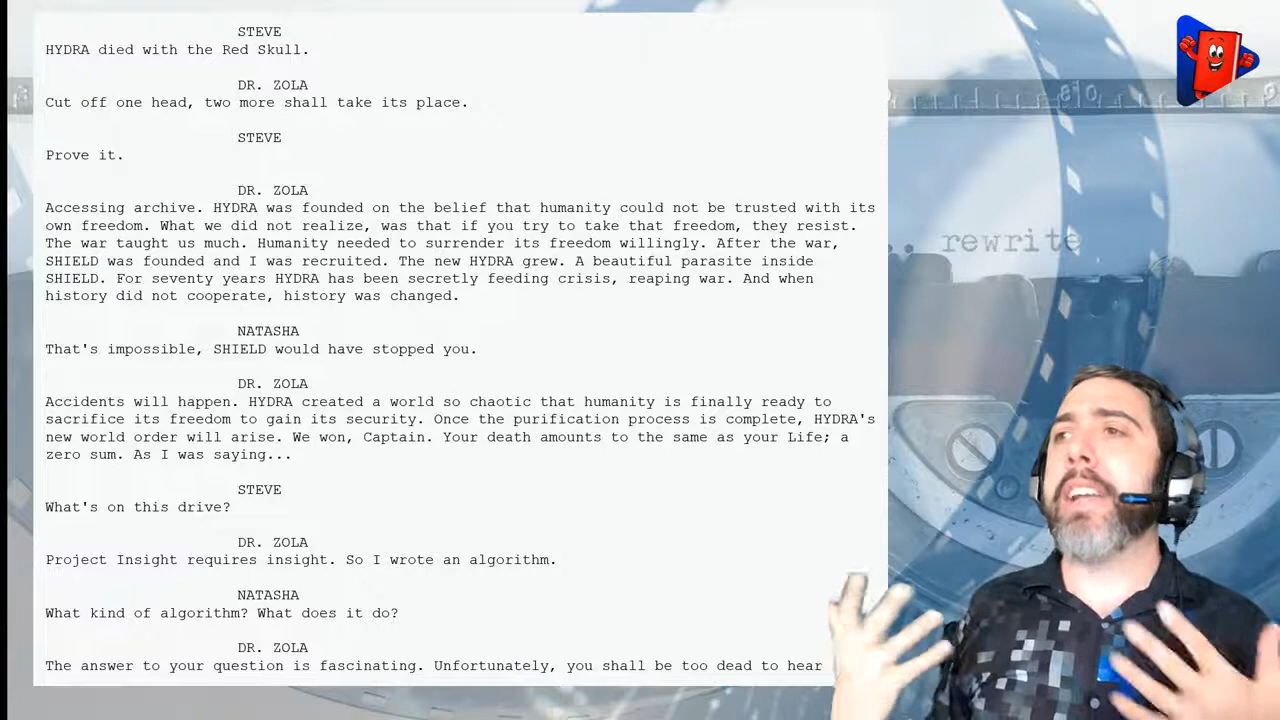 STEVE
HYDRA died with the Red Skull.
DR. ZOLA
Cut off one head, two more shall take its place.
STEVE
Prove it.
DR. ZOLA
Accessing archive. HYDRA was founded on the belief that humanity could not be trusted with its
own freedom. What we did not realize, was that if you try to take that freedom, they resist.
The war taught us much. Humanity needed to surrender its freedom willingly. After the war,
SHIELD was founded and I was recruited. The new HYDRA grew. A beautiful parasite inside
SHIELD. For seventy years HYDRA has been secretly feeding crisis, reaping war. And when
history did not cooperate, history was changed.
NATASHA
That's impossible, SHIELD would have stopped you.
DR. ZOLA
Accidents will happen. HYDRA created a world so chaotic that humanity is finally ready to
sacrifice its freedom to gain its security. Once the purification process is complete, HYDRA's
new world order will arise. We won, Captain. Your death amounts to the same as your Life; a
zero sum. As I was saying...
STEVE
What's on this drive?
DR. ZOLA
Project Insight requires insight. So I wrote an algorithm.
NATASHA
What kind of algorithm? What does it do?
DR. ZOLA
The answer to your question is fascinating. Unfortunately, you shall be too dead to hear
.. rewrite